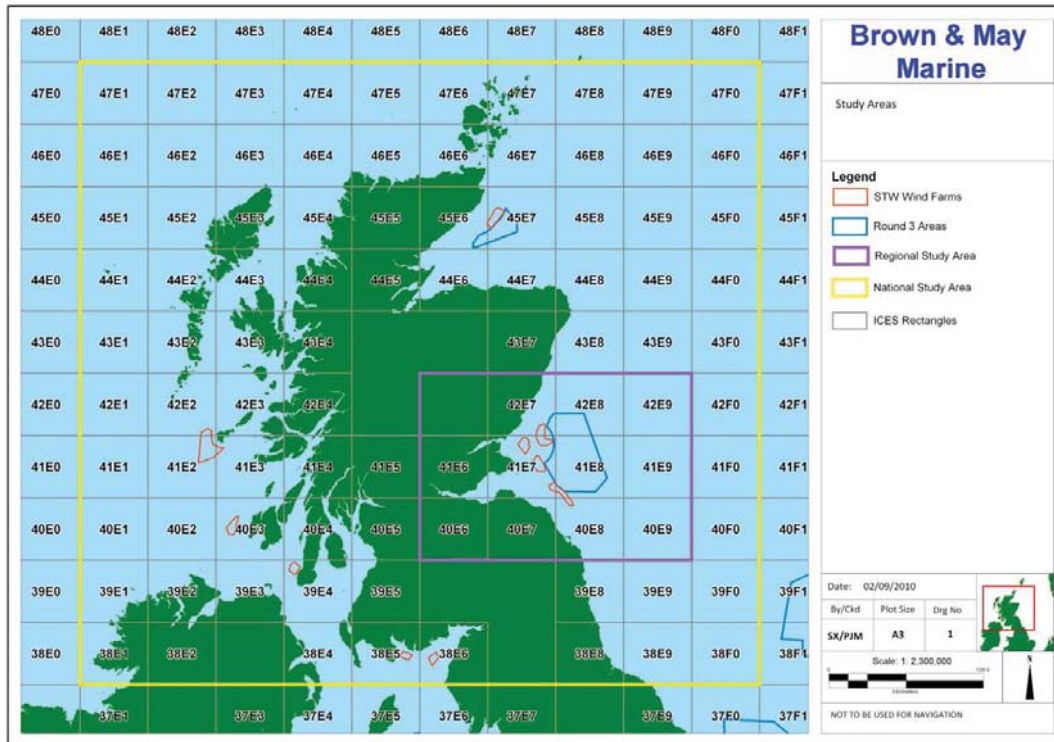 48E0 48E1 48E2 48E3 48E4 48E5 48E6 48E7 48E8 48E9 48F0 48F1
47E0 47E1 47E2 47E3 47E4 47E5 47E6 47E7 47E8 47E9 47F0 47F1
46E0 46E1 46E2 46E3 46E4 46E5 46E6 46E7 46E8 46E9 46F0 46F1
45E0 45E1 45E2 45E3 45E4 45E5 45E6 45E7 45E8 45E9 45F0 45F1
44E0 44E1 44E2 44E3 44E4 44E5 44E6 44E7 44E8 44E9 44F0 44F1
43E0 43E1 43E2 43E3 43E4 43E7 43E8 43E9 43F0 43F1
42E0 42E1 42E2 42E3 42E4 42E7 42E8 42E9 42F0 42F1
41E0 41E1 41E2 41E3 41E4 41E5 41E6 41E7 41E8 41E9 41F0 41F1
40E0 40E1 40E2 40E3 40E4 40E5 40E6 40E7 40E8 40E9 40F0 40F1
39E0 39E1 39E2 39E3 39E4 39E5 39E8 39E9 39F0 39F1
38E0 38E1 38E2 38E4 38E5 38E6 38E8 38E9 38F0 38F1
37E1 37E3 37E4 37E5 37E6 37E7 37E9 37F0 37F1
Brown & May
Marine
Study Areas
Legend
STW Wind Farms
Round 3 Areas
Regional Study Area
National Study Area
ICES Rectangles
Date: 02/09/2010
By/Ckd Plot Size Drg No
SX/PJM A3 1
Scale: 1: 2,300,000
0
Kilometers
N
NOT TO BE USED FOR NAVIGATION